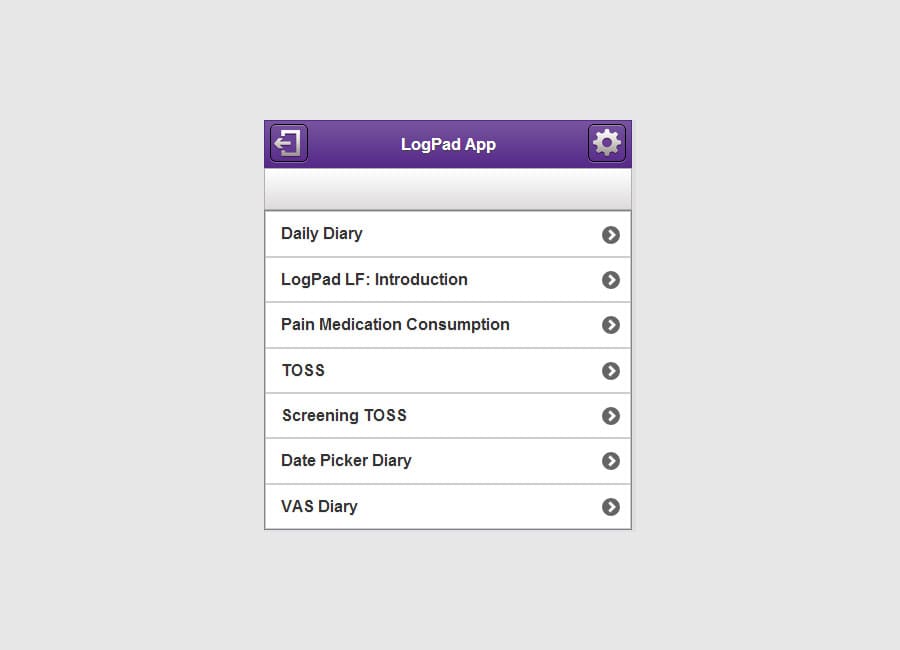 LogPad App
Daily Diary
LogPad LF: Introduction
Pain Medication Consumption
TOSS
Screening TOSS
Date Picker Diary
VAS Diary